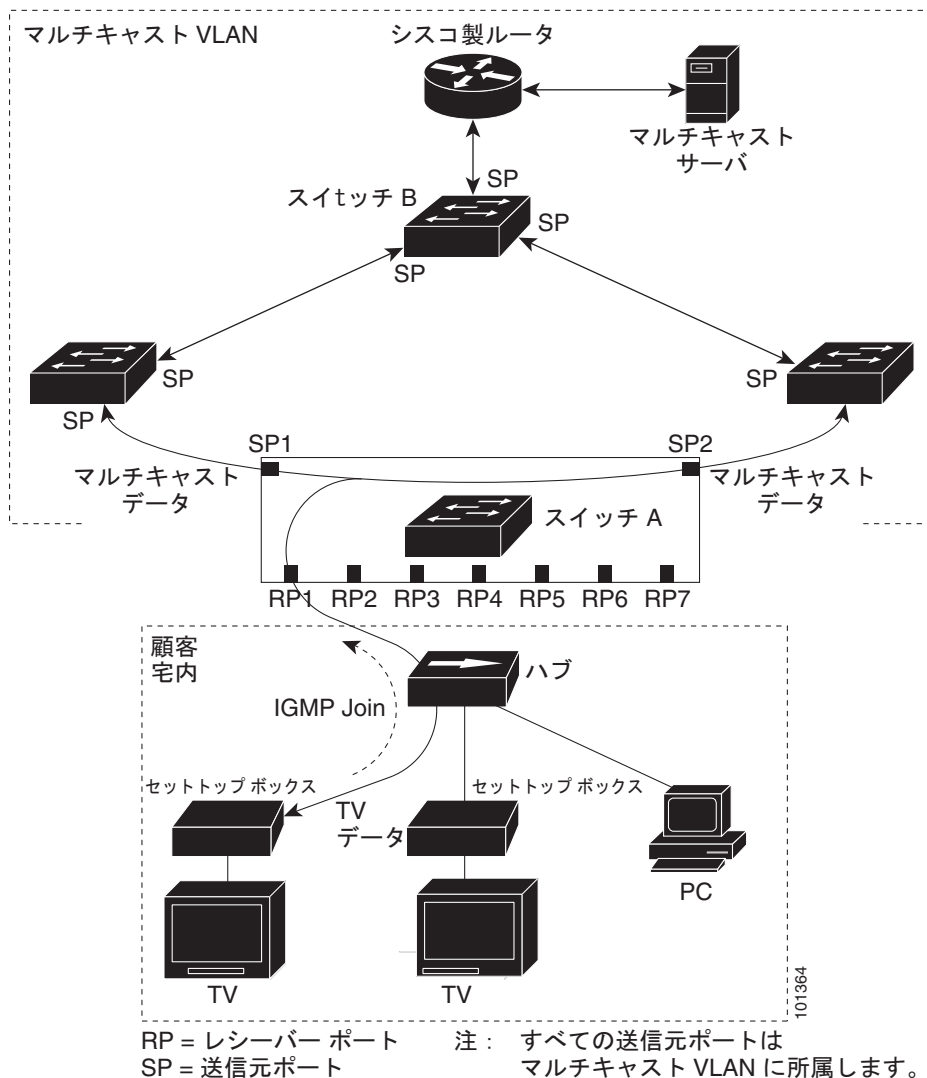 マルチキャスト VLAN
シスコ製ルータ
マルチキャスト
サーバ
スイtッチ B
SP
SP
SP
SP
SP
SP
SP1
SP2
マルチキャスト
データ
マルチキャスト
データ
スイッチ A
RP1 RP2 RP3 RP4 RP5 RP6 RP7
顧客
宅内
ハブ
IGMP Join
セットトップ ボックス
セットトップ ボックス
TV
データ
PC
TV
TV
101364
RP = レシーバー ポート
SP = 送信元ポート
注： すべての送信元ポートは
マルチキャスト VLAN に所属します。